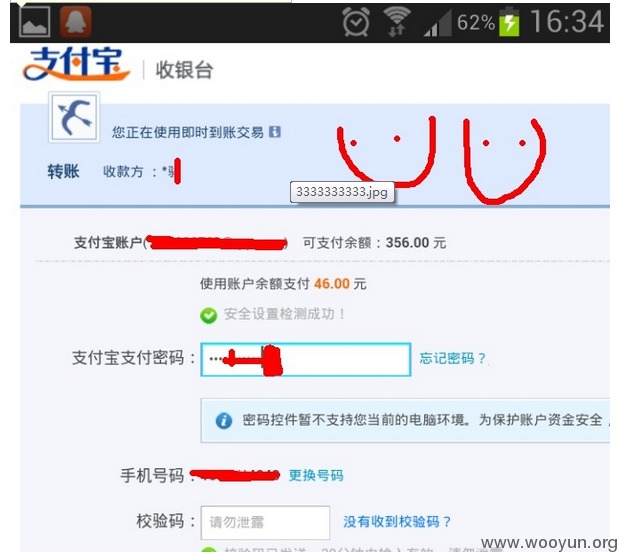 62% 16:34
支付宝 收银台
您正在使用即时到账交易
转账 收款方：*
3333333333.jpg
支付宝账户( ) 可支付余额：356.00 元
使用账户余额支付 46.00 元
安全设置检测成功！
支付宝支付密码： 忘记密码？
密码控件暂不支持您当前的电脑环境。为保护账户资金安全，
手机号码： 更换号码
校验码： 请勿泄露 没有收到校验码？
www.wooyun.org